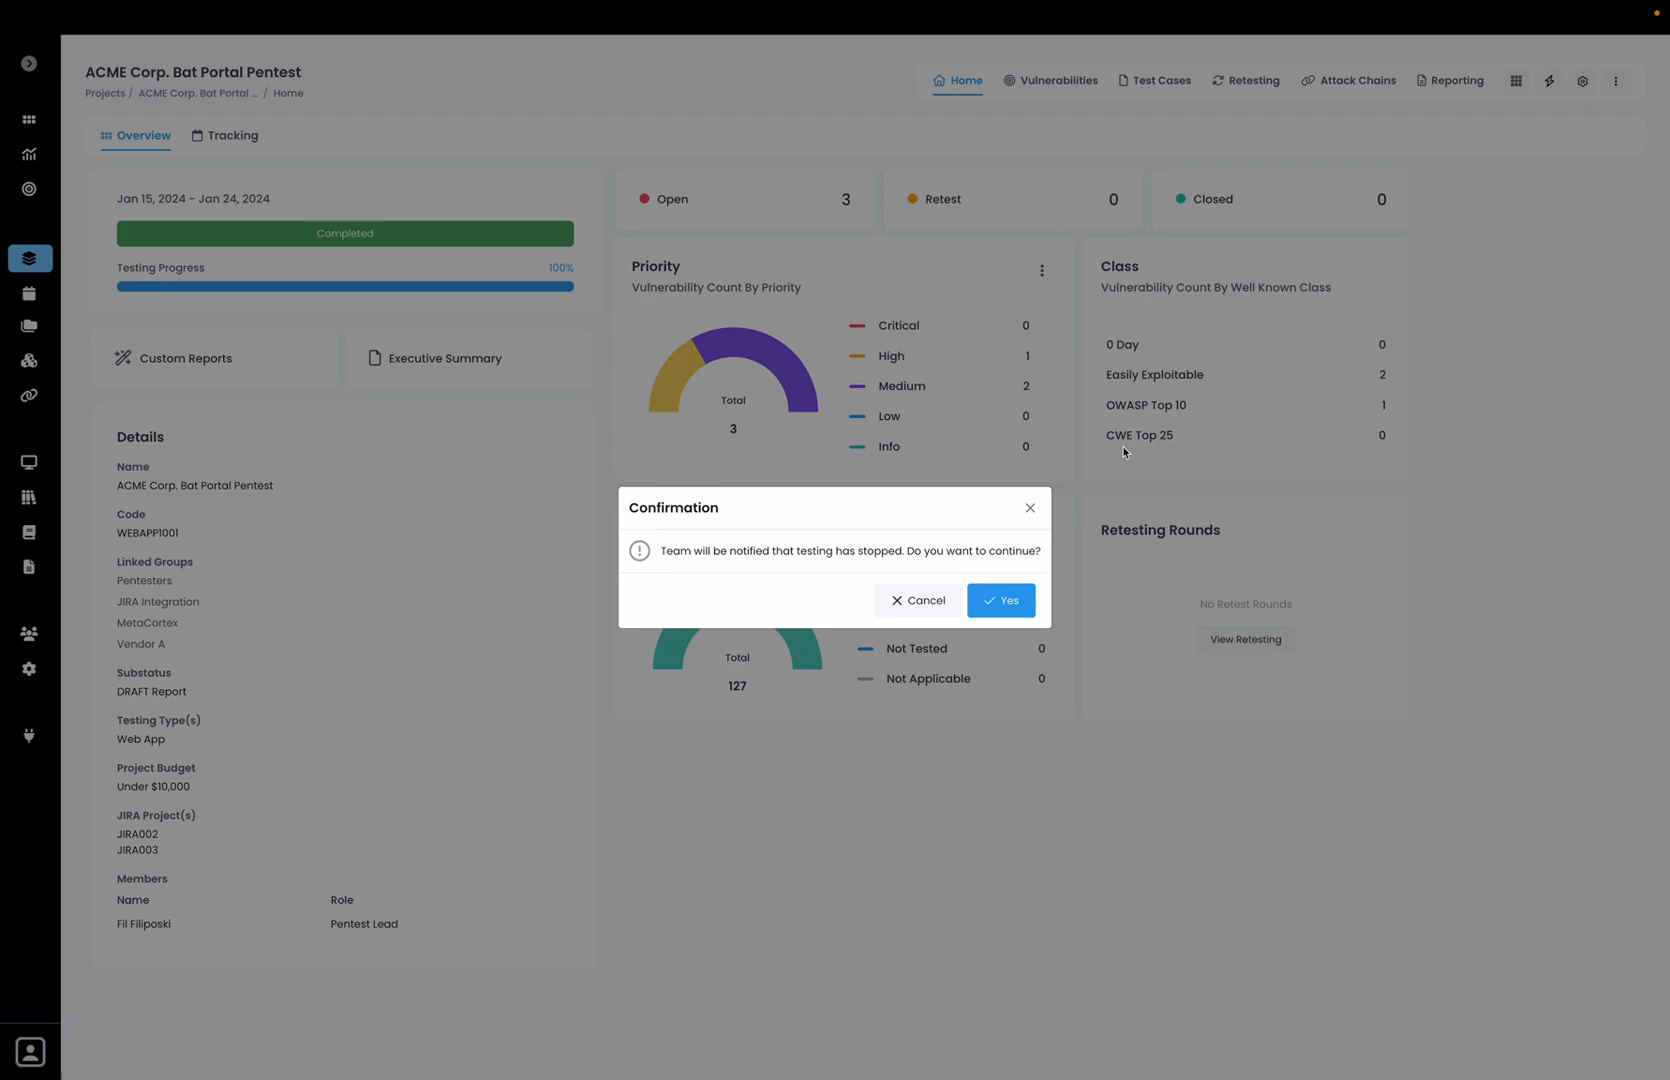 ACME Corp. Bat Portal Pentest
Projects / ACME Corp. Bat Portal ... / Home
Home Vulnerabilities Test Cases Retesting Attack Chains Reporting
Overview Tracking
Jan 15, 2024 - Jan 24, 2024
Completed
Testing Progress 100%
Open 3
Retest 0
Closed 0
Custom Reports
Executive Summary
Priority
Vulnerability Count By Priority
Total
3
Critical 0
High 1
Medium 2
Low 0
Info 0
Class
Vulnerability Count By Well Known Class
0 Day 0
Easily Exploitable 2
OWASP Top 10 1
CWE Top 25 0
Details
Name
ACME Corp. Bat Portal Pentest
Code
WEBAPP1001
Linked Groups
Pentesters
JIRA Integration
MetaCortex
Vendor A
Substatus
DRAFT Report
Testing Type(s)
Web App
Project Budget
Under $10,000
JIRA Project(s)
JIRA002
JIRA003
Members
Name Role
Fil Filiposki Pentest Lead
Confirmation
Team will be notified that testing has stopped. Do you want to continue?
Cancel Yes
Total
127
Not Tested 0
Not Applicable 0
Retesting Rounds
No Retest Rounds
View Retesting